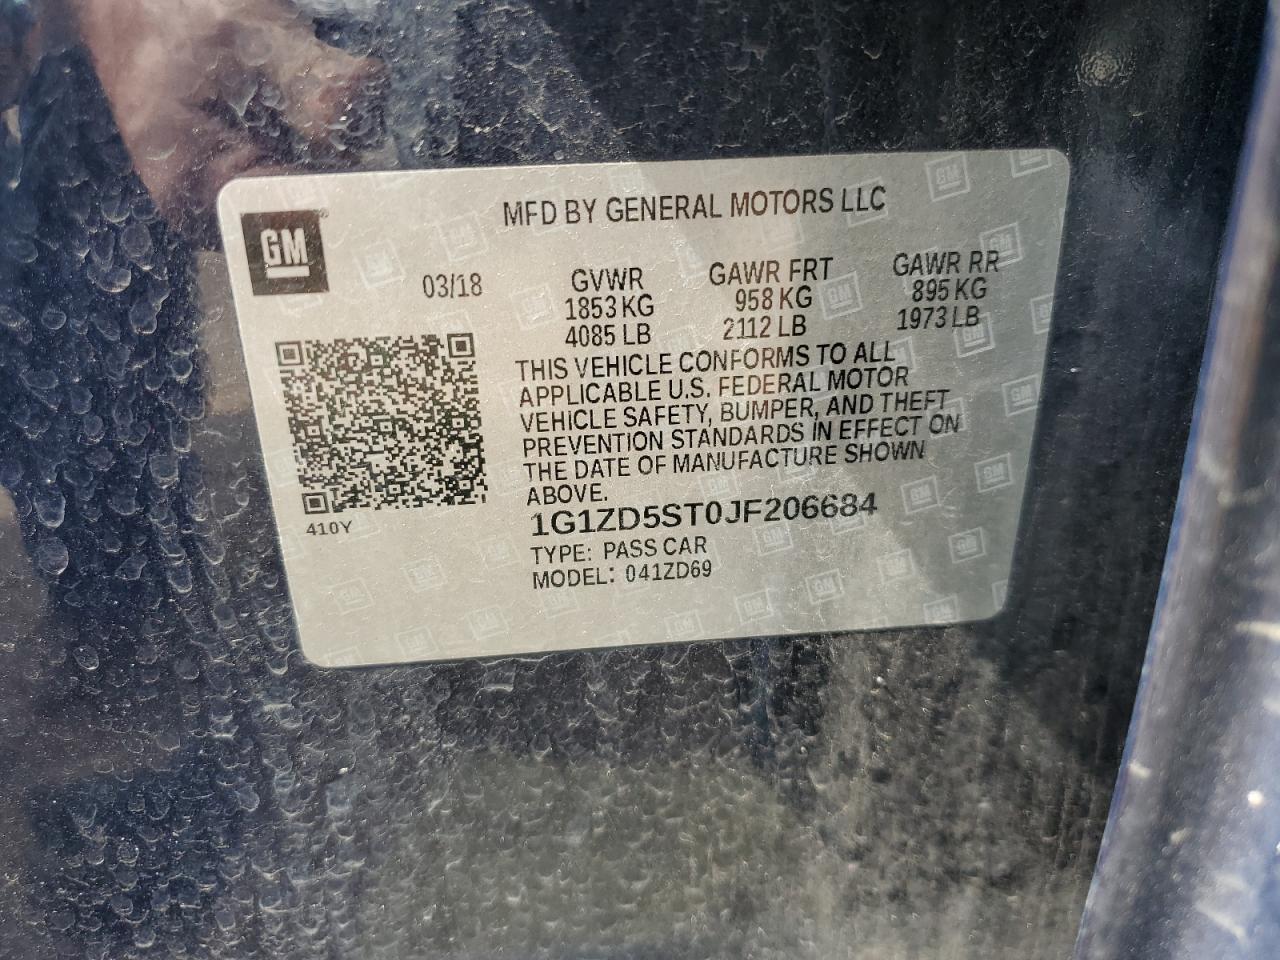 MFD BY GENERAL MOTORS LLC
GM®
03/18
GVWR
1853 KG
4085 LB
GAWR FRT
958 KG
2112 LB
GAWR RR
895 KG
1973 LB
THIS VEHICLE CONFORMS TO ALL
APPLICABLE U.S. FEDERAL MOTOR
VEHICLE SAFETY, BUMPER, AND THEFT
PREVENTION STANDARDS IN EFFECT ON
THE DATE OF MANUFACTURE SHOWN
ABOVE.
410Y
1G1ZD5ST0JF206684
TYPE: PASS CAR
MODEL: 041ZD69